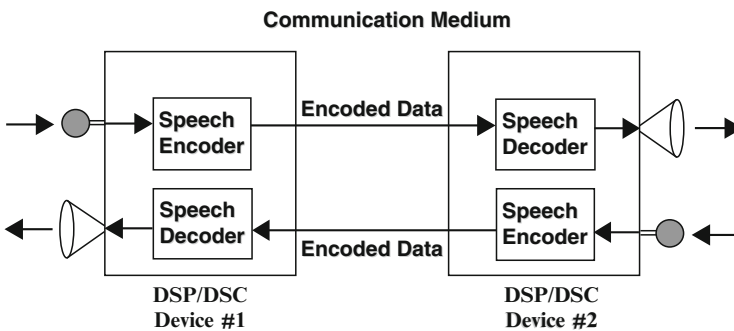 Communication Medium
Speech
Encoder
Encoded Data
Speech
Decoder
Speech
Decoder
Encoded Data
Speech
Encoder
DSP/DSC
Device #1
DSP/DSC
Device #2